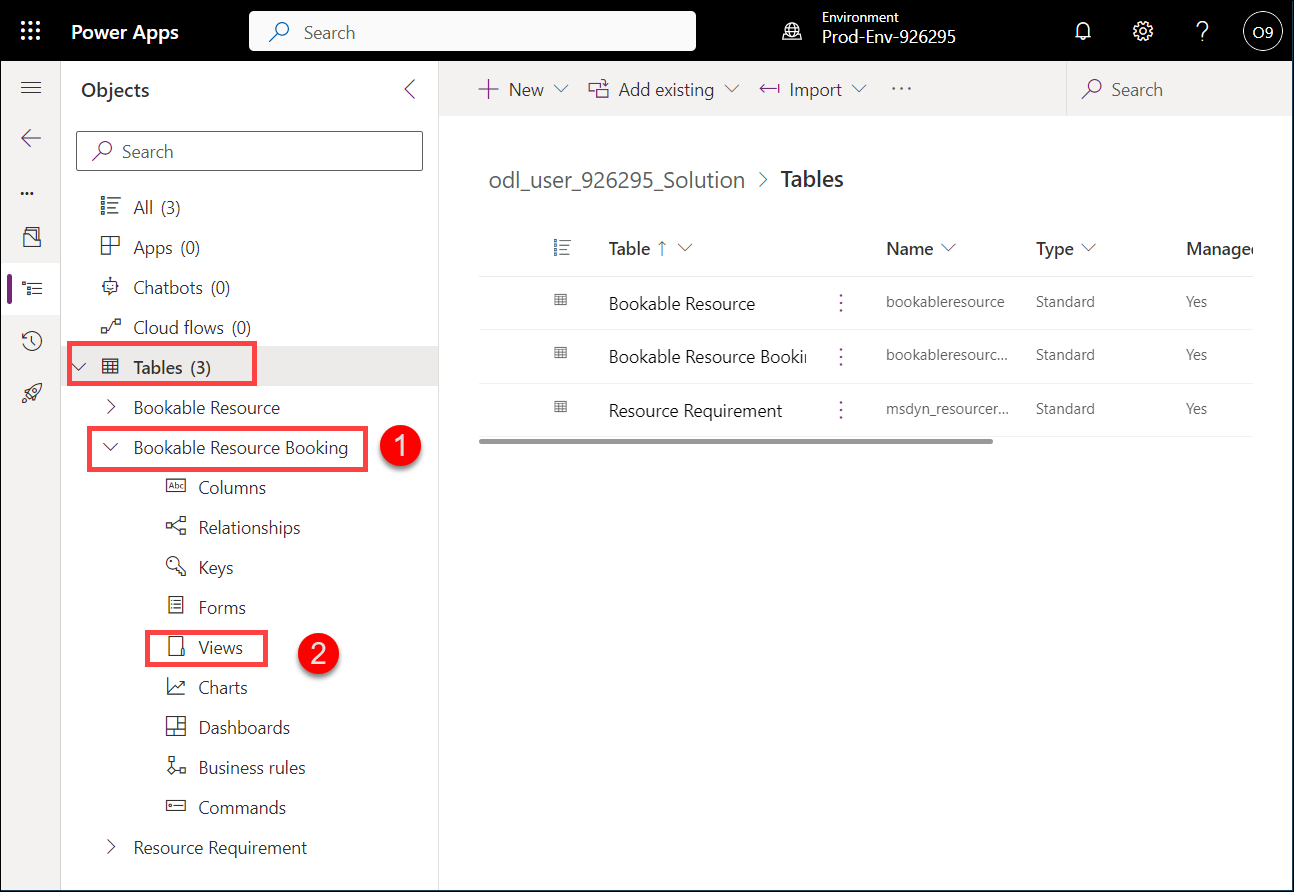 Power Apps
Search
Environment
Prod-Env-926295
O9
Objects
Search
All (3)
Apps (0)
Chatbots (0)
Cloud flows (0)
Tables (3)
Bookable Resource
Bookable Resource Booking
1
Abc Columns
Relationships
Keys
Forms
Views
2
Charts
Dashboards
Business rules
Commands
Resource Requirement
New Add existing Import ··· Search
odl_user_926295_Solution > Tables
Table ↑ Name Type Managed
Bookable Resource bookableresource Standard Yes
Bookable Resource Bookin bookableresourc... Standard Yes
Resource Requirement msdyn_resourcer... Standard Yes